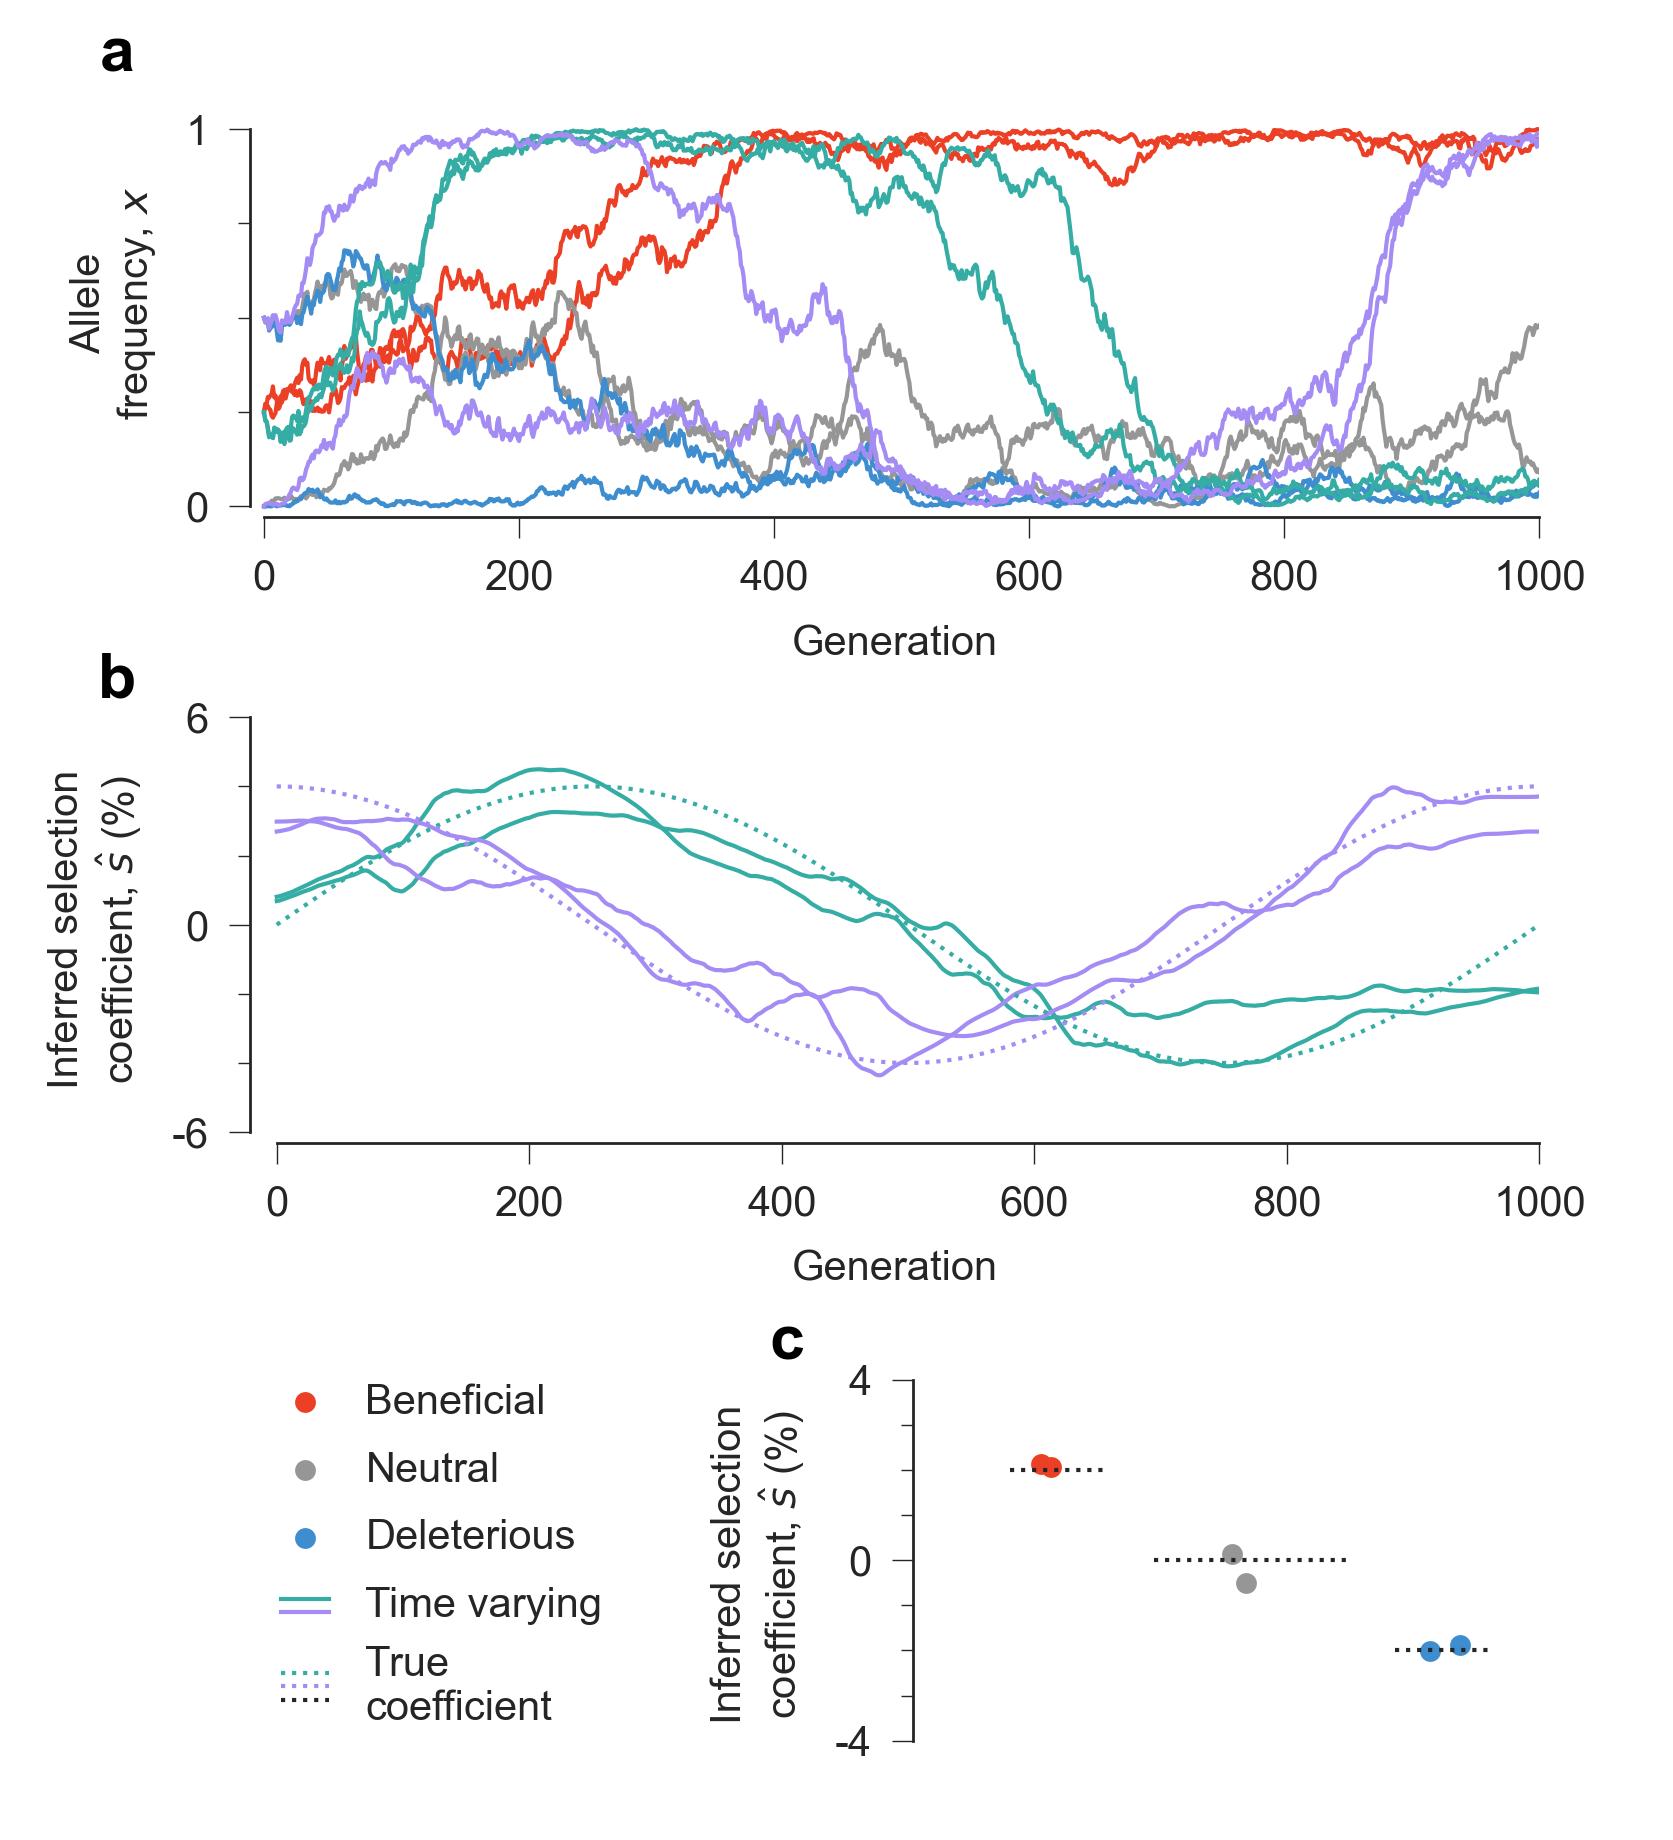 a
1
0
Allele
frequency, x
0 200 400 600 800 1000
Generation
b
6
0
-6
Inferred selection
coefficient, ŝ (%)
0 200 400 600 800 1000
Generation
c
4
0
-4
Inferred selection
coefficient, ŝ (%)
Beneficial
Neutral
Deleterious
Time varying
True
coefficient